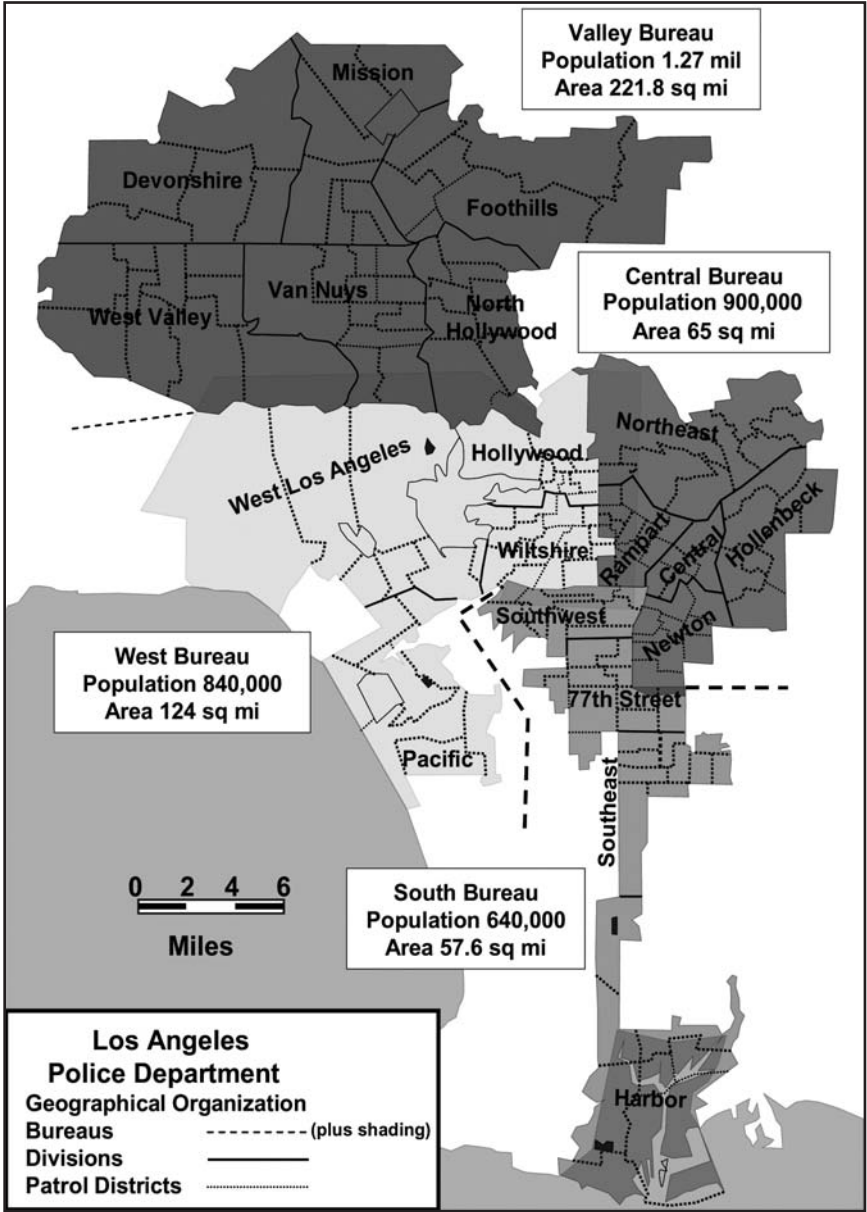 Valley Bureau
Population 1.27 mil
Area 221.8 sq mi
Mission
Devonshire
Foothills
West Valley
Van Nuys
North
Hollywood
Central Bureau
Population 900,000
Area 65 sq mi
Northeast
Hollywood
West Los Angeles
Wiltshire
Rampart
Central
Hollenbeck
Southwest
Newton
West Bureau
Population 840,000
Area 124 sq mi
77th Street
Pacific
Southeast
0 2 4 6
Miles
South Bureau
Population 640,000
Area 57.6 sq mi
Harbor
Los Angeles
Police Department
Geographical Organization
Bureaus (plus shading)
Divisions
Patrol Districts